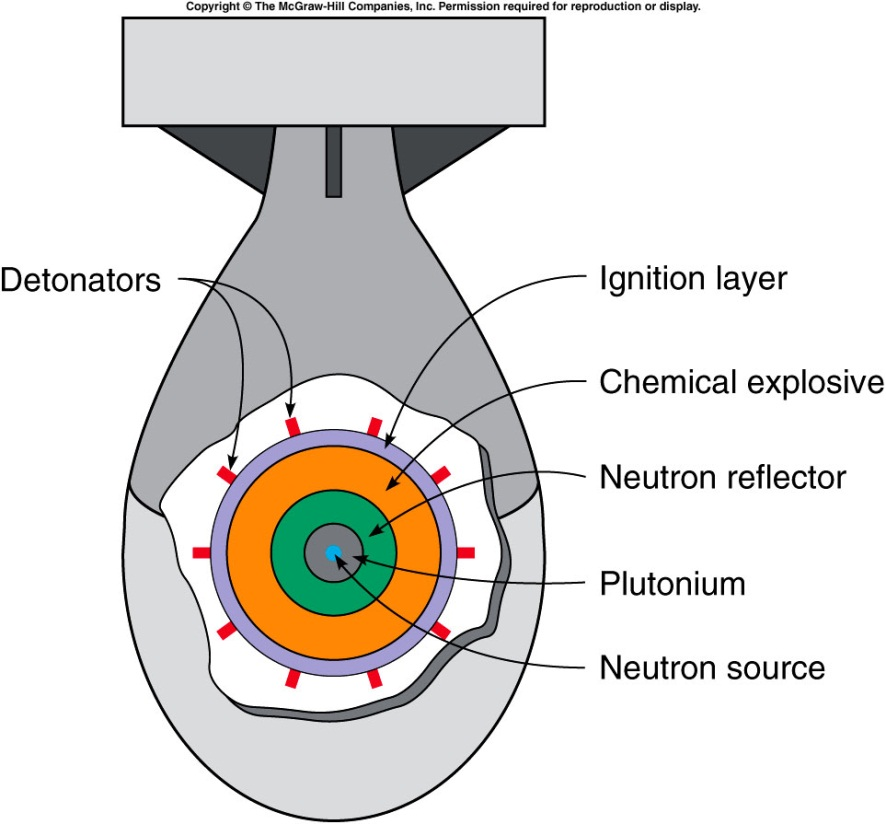 Copyright © The McGraw-Hill Companies, Inc. Permission required for reproduction or display.
Detonators
Ignition layer
Chemical explosive
Neutron reflector
Plutonium
Neutron source